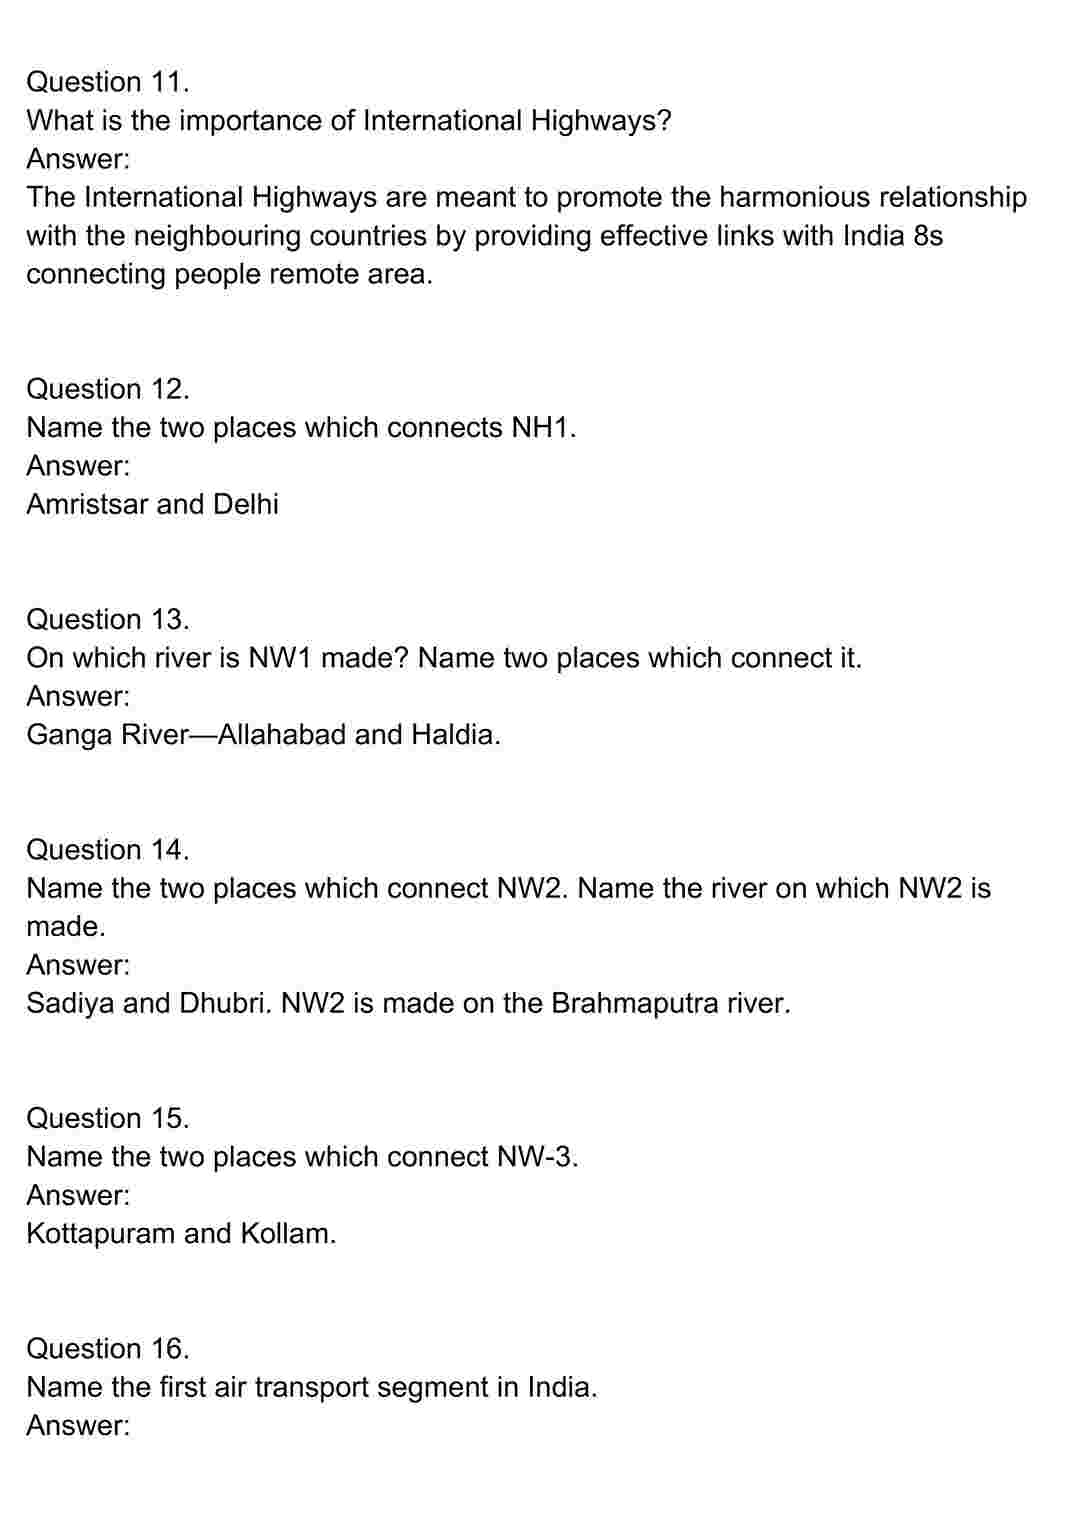 Question 11.
What is the importance of International Highways?
Answer:
The International Highways are meant to promote the harmonious relationship
with the neighbouring countries by providing effective links with India 8s
connecting people remote area.
Question 12.
Name the two places which connects NH1.
Answer:
Amristsar and Delhi
Question 13.
On which river is NW1 made? Name two places which connect it.
Answer:
Ganga River—Allahabad and Haldia.
Question 14.
Name the two places which connect NW2. Name the river on which NW2 is
made.
Answer:
Sadiya and Dhubri. NW2 is made on the Brahmaputra river.
Question 15.
Name the two places which connect NW-3.
Answer:
Kottapuram and Kollam.
Question 16.
Name the first air transport segment in India.
Answer: